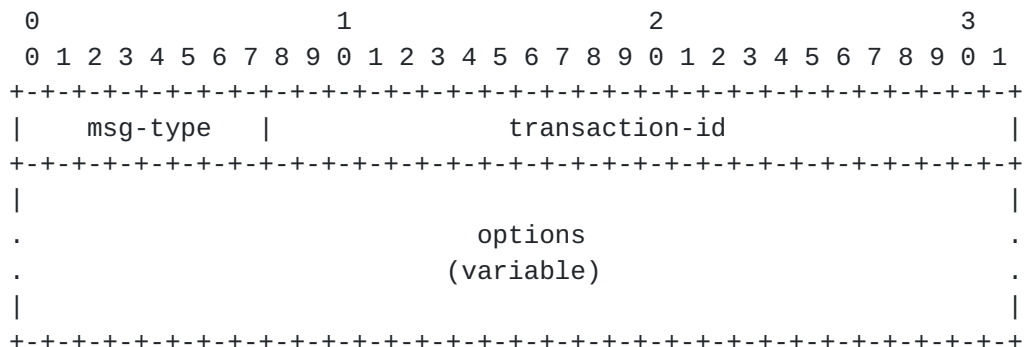 0                   1                   2                   3
 0 1 2 3 4 5 6 7 8 9 0 1 2 3 4 5 6 7 8 9 0 1 2 3 4 5 6 7 8 9 0 1
+-+-+-+-+-+-+-+-+-+-+-+-+-+-+-+-+-+-+-+-+-+-+-+-+-+-+-+-+-+-+-+-+
|    msg-type   |               transaction-id                  |
+-+-+-+-+-+-+-+-+-+-+-+-+-+-+-+-+-+-+-+-+-+-+-+-+-+-+-+-+-+-+-+-+
|                                                               |
.                             options                           .
.                           (variable)                          .
|                                                               |
+-+-+-+-+-+-+-+-+-+-+-+-+-+-+-+-+-+-+-+-+-+-+-+-+-+-+-+-+-+-+-+-+